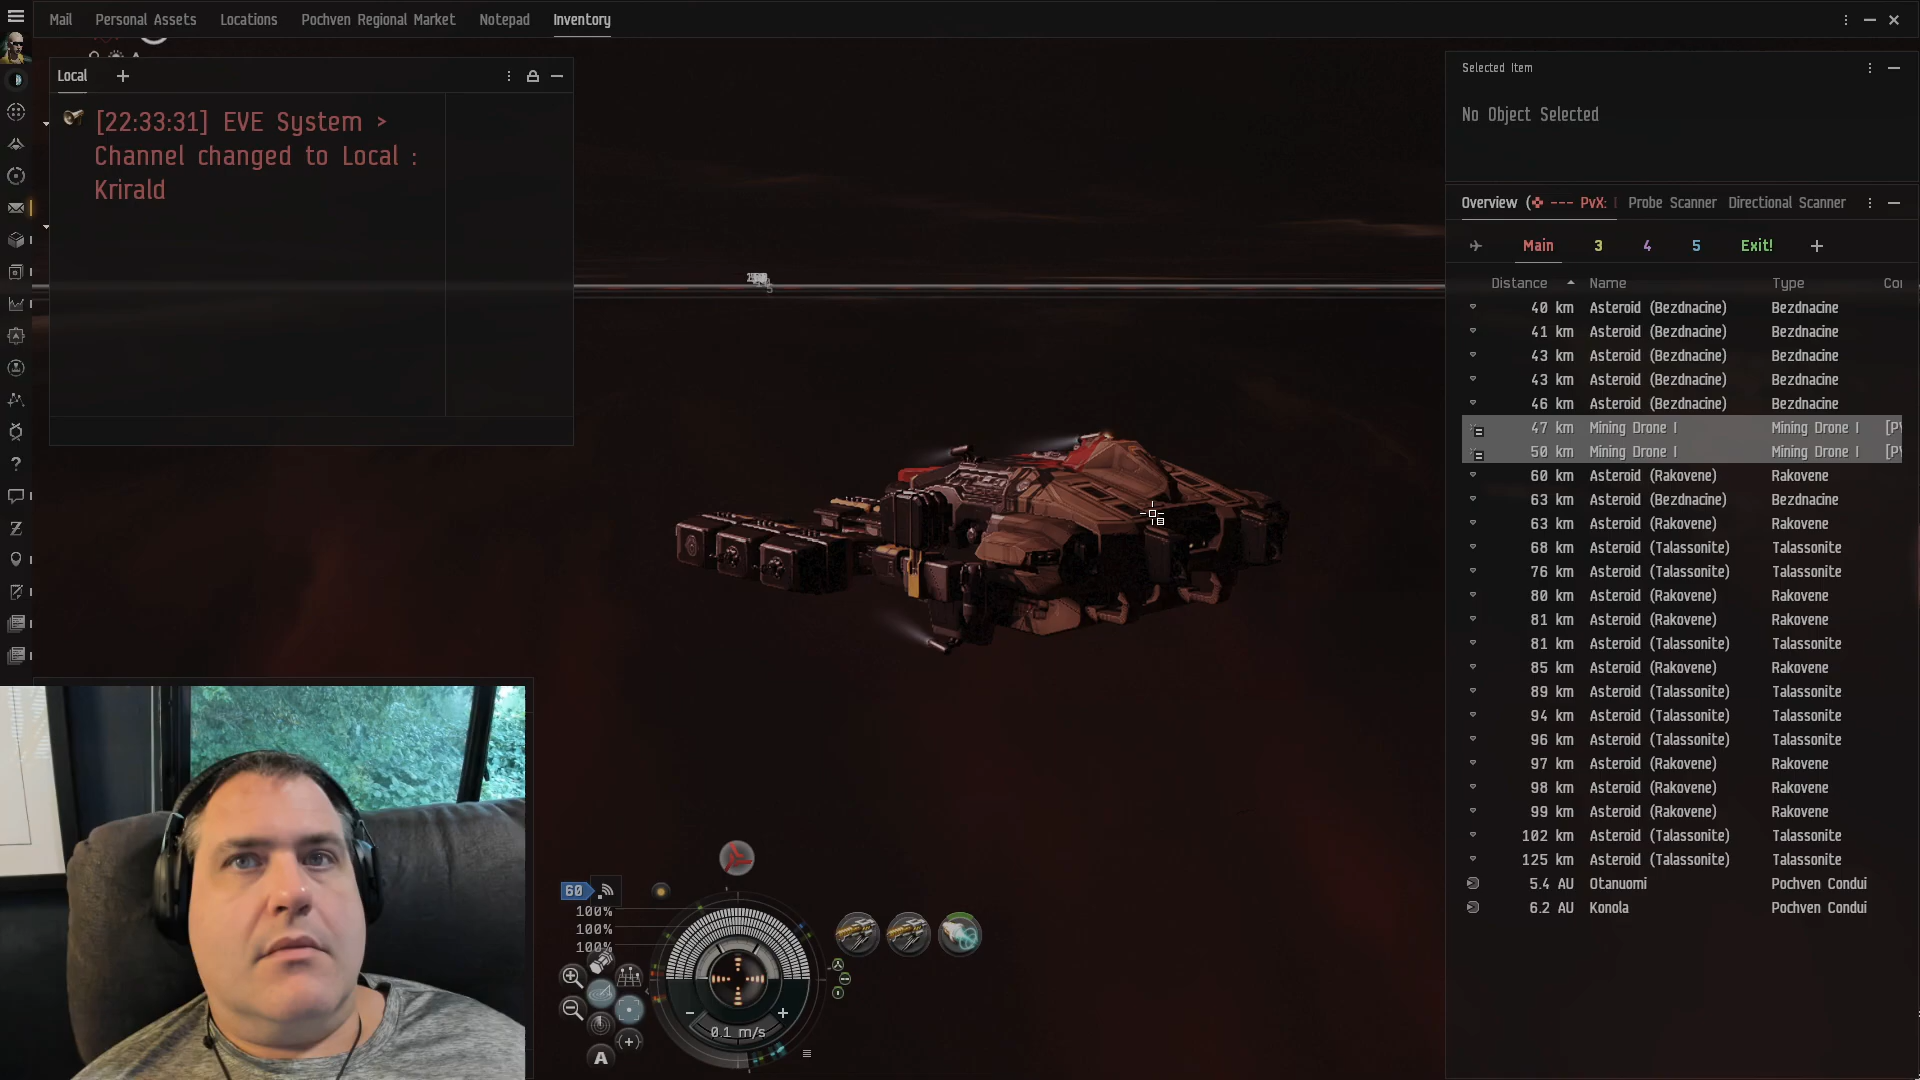 Mail Personal Assets Locations Pochven Regional Market Notepad Inventory
Local
[22:33:31] EVE System >
Channel changed to Local :
Krirald
Selected Item
No Object Selected
Overview ( --- PvX: Probe Scanner Directional Scanner
Main 3 4 5 Exit!
Distance Name Type
40 km Asteroid (Bezdnacine) Bezdnacine
41 km Asteroid (Bezdnacine) Bezdnacine
43 km Asteroid (Bezdnacine) Bezdnacine
43 km Asteroid (Bezdnacine) Bezdnacine
46 km Asteroid (Bezdnacine) Bezdnacine
47 km Mining Drone I Mining Drone I
50 km Mining Drone I Mining Drone I
60 km Asteroid (Rakovene) Rakovene
63 km Asteroid (Bezdnacine) Bezdnacine
63 km Asteroid (Rakovene) Rakovene
68 km Asteroid (Talassonite) Talassonite
76 km Asteroid (Talassonite) Talassonite
80 km Asteroid (Rakovene) Rakovene
81 km Asteroid (Rakovene) Rakovene
81 km Asteroid (Talassonite) Talassonite
85 km Asteroid (Rakovene) Rakovene
89 km Asteroid (Talassonite) Talassonite
94 km Asteroid (Talassonite) Talassonite
96 km Asteroid (Talassonite) Talassonite
97 km Asteroid (Rakovene) Rakovene
98 km Asteroid (Rakovene) Rakovene
99 km Asteroid (Rakovene) Rakovene
102 km Asteroid (Talassonite) Talassonite
125 km Asteroid (Talassonite) Talassonite
5.4 AU Otanuomi Pochven Condui
6.2 AU Konola Pochven Condui
60
100%
100%
100%
0.1 m/s
A